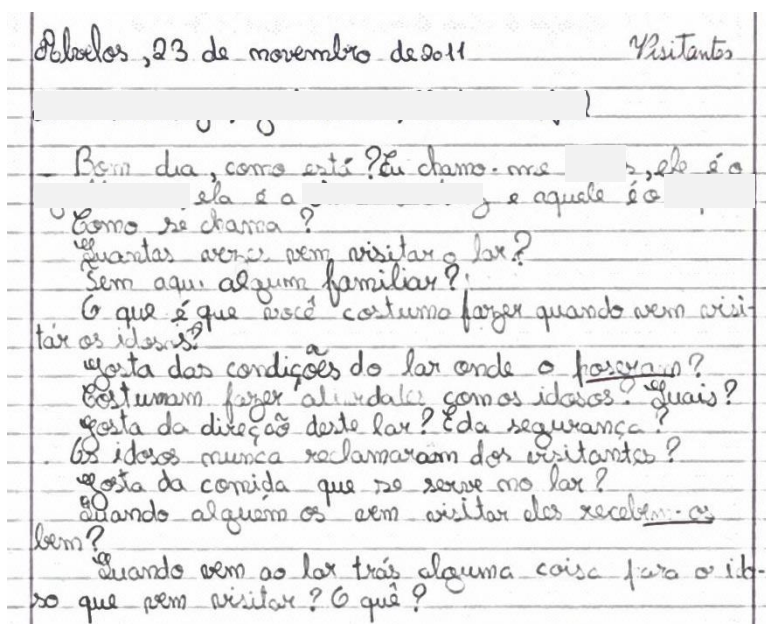 Abrelos, 23 de novembro de 2011 Visitantes
- Bom dia, como está? Eu chamo-me s, ele é o
ela é a e aquele é o
Como se chama?
Quantas vezes vem visitar o lar?
Tem aqui algum familiar?
O que é que você costuma fazer quando vem visi-
tar os idosos?
Gosta das condições do lar onde o poseram?
Costumam fazer atividades com os idosos? Quais?
Gosta da direção deste lar? E da segurança?
Os idosos nunca reclamaram dos visitantes?
Gosta da comida que se serve no lar?
Quando alguém os vem visitar eles recebem-os
bem?
Quando vem ao lar trás alguma coisa para o ido-
so que vem visitar? O quê?